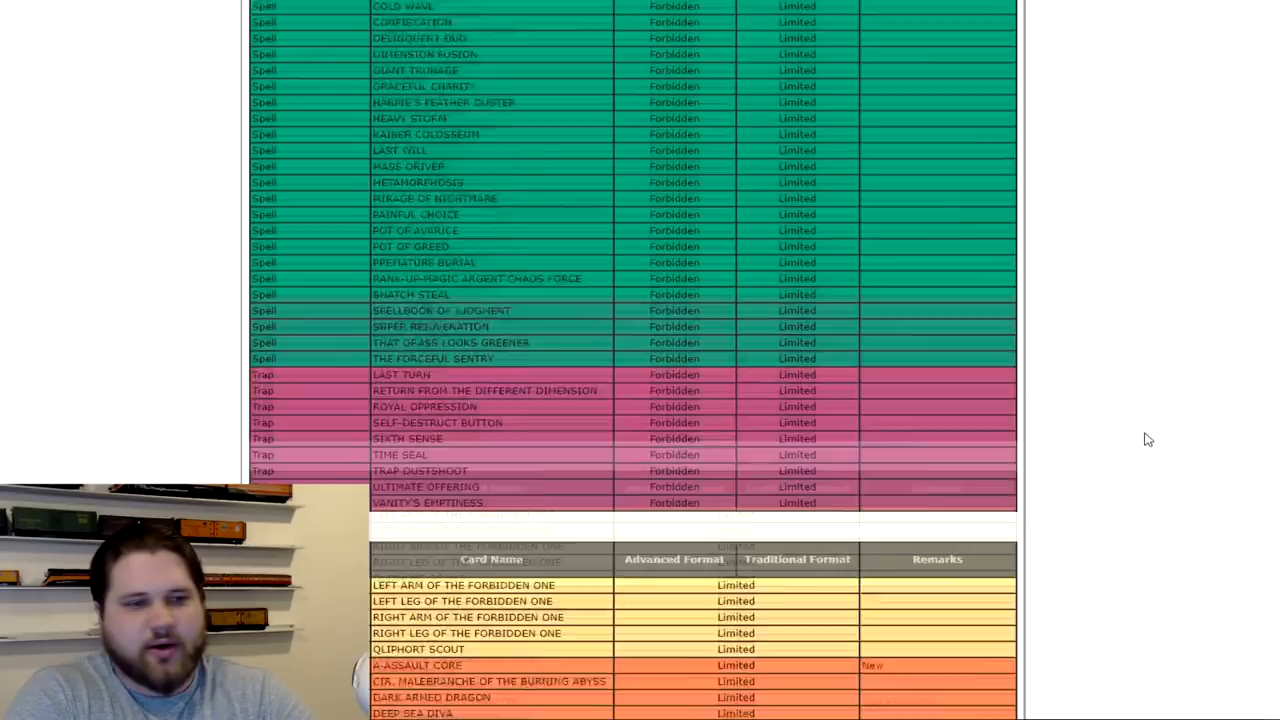 Spell COLD WAVE Forbidden Limited
Spell CONFISCATION Forbidden Limited
Spell DELINQUENT DUO Forbidden Limited
Spell DIMENSION FUSION Forbidden Limited
Spell GIANT TRUNADE Forbidden Limited
Spell GRACEFUL CHARITY Forbidden Limited
Spell HARPIE'S FEATHER DUSTER Forbidden Limited
Spell HEAVY STORM Forbidden Limited
Spell KAISER COLOSSEUM Forbidden Limited
Spell LAST WILL Forbidden Limited
Spell MASS DRIVER Forbidden Limited
Spell METAMORPHOSIS Forbidden Limited
Spell MIRAGE OF NIGHTMARE Forbidden Limited
Spell PAINFUL CHOICE Forbidden Limited
Spell POT OF AVARICE Forbidden Limited
Spell POT OF GREED Forbidden Limited
Spell PREMATURE BURIAL Forbidden Limited
Spell RANK-UP-MAGIC ARGENT CHAOS FORCE Forbidden Limited
Spell SNATCH STEAL Forbidden Limited
Spell SPELLBOOK OF JUDGMENT Forbidden Limited
Spell SUPER REJUVENATION Forbidden Limited
Spell THAT GRASS LOOKS GREENER Forbidden Limited
Spell THE FORCEFUL SENTRY Forbidden Limited
Trap LAST TURN Forbidden Limited
Trap RETURN FROM THE DIFFERENT DIMENSION Forbidden Limited
Trap ROYAL OPPRESSION Forbidden Limited
Trap SELF-DESTRUCT BUTTON Forbidden Limited
Trap SIXTH SENSE Forbidden Limited
Trap TIME SEAL Forbidden Limited
Trap TRAP DUSTSHOOT Forbidden Limited
ULTIMATE OFFERING Forbidden Limited
VANITY'S EMPTINESS Forbidden Limited
Card Name Advanced Format Traditional Format Remarks
LEFT ARM OF THE FORBIDDEN ONE Limited
LEFT LEG OF THE FORBIDDEN ONE Limited
RIGHT ARM OF THE FORBIDDEN ONE Limited
RIGHT LEG OF THE FORBIDDEN ONE Limited
QLIPHORT SCOUT Limited
A-ASSAULT CORE Limited New
CIR, MALEBRANCHE OF THE BURNING ABYSS Limited
DARK ARMED DRAGON Limited
DEEP SEA DIVA Limited